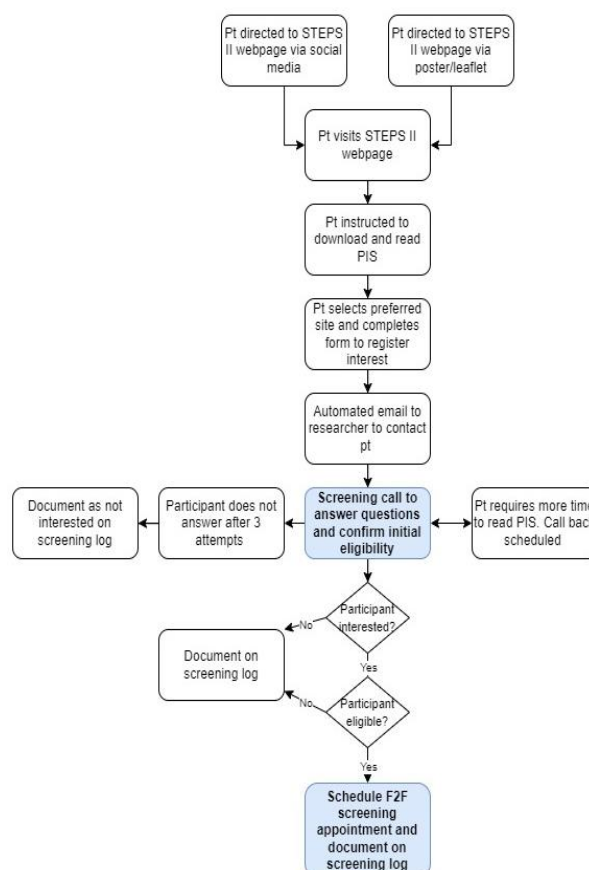 Pt directed to STEPS
II webpage via social
media
Pt directed to STEPS
II webpage via
poster/leaflet
Pt visits STEPS II
webpage
Pt instructed to
download and read
PIS
Pt selects preferred
site and completes
form to register
interest
Automated email to
researcher to contact
pt
Document as not
interested on
screening log
Participant does not
answer after 3
attempts
Screening call to
answer questions
and confirm initial
eligibility
Pt requires more time
to read PIS. Call back
scheduled
Participant
interested?
No
Yes
Document on
screening log
Participant
eligible?
No
Yes
Schedule F2F
screening
appointment and
document on
screening log